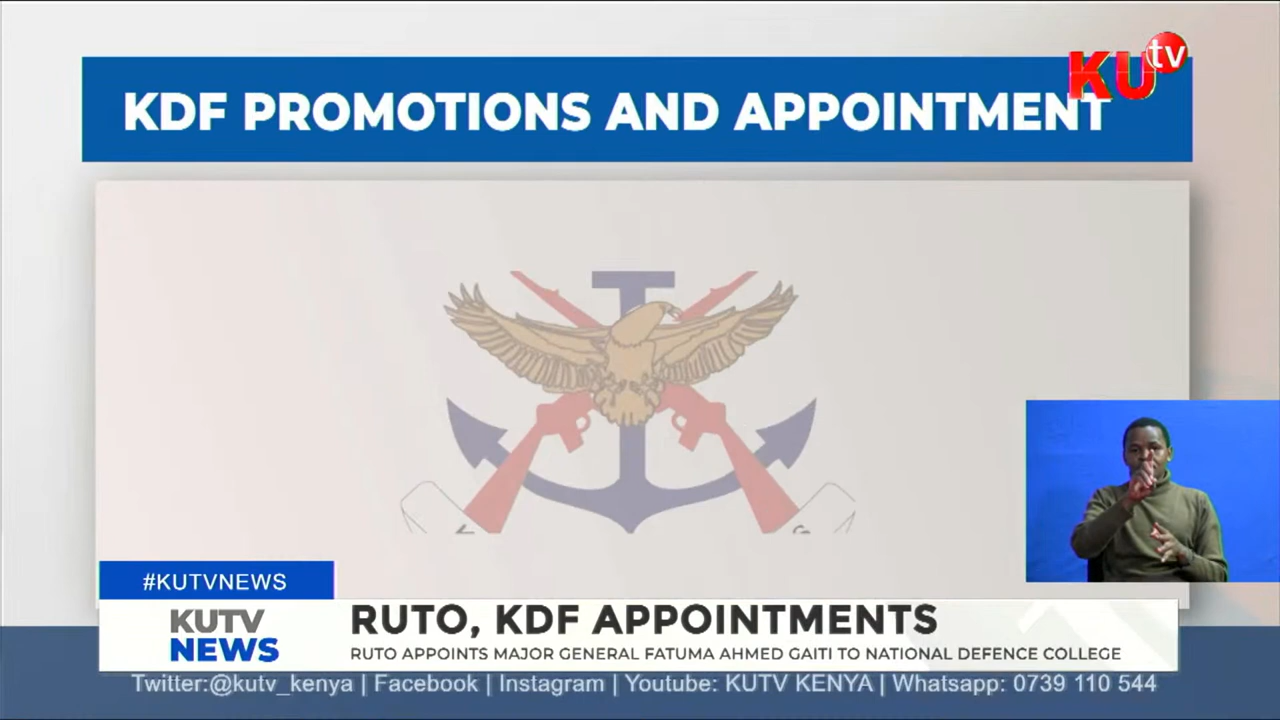 KU tv
KDF PROMOTIONS AND APPOINTMENT
#KUTVNEWS
KUTV
NEWS
RUTO, KDF APPOINTMENTS
RUTO APPOINTS MAJOR GENERAL FATUMA AHMED GAITI TO NATIONAL DEFENCE COLLEGE
Twitter:@kutv_kenya | Facebook | Instagram | Youtube: KUTV KENYA | Whatsapp: 0739 110 544